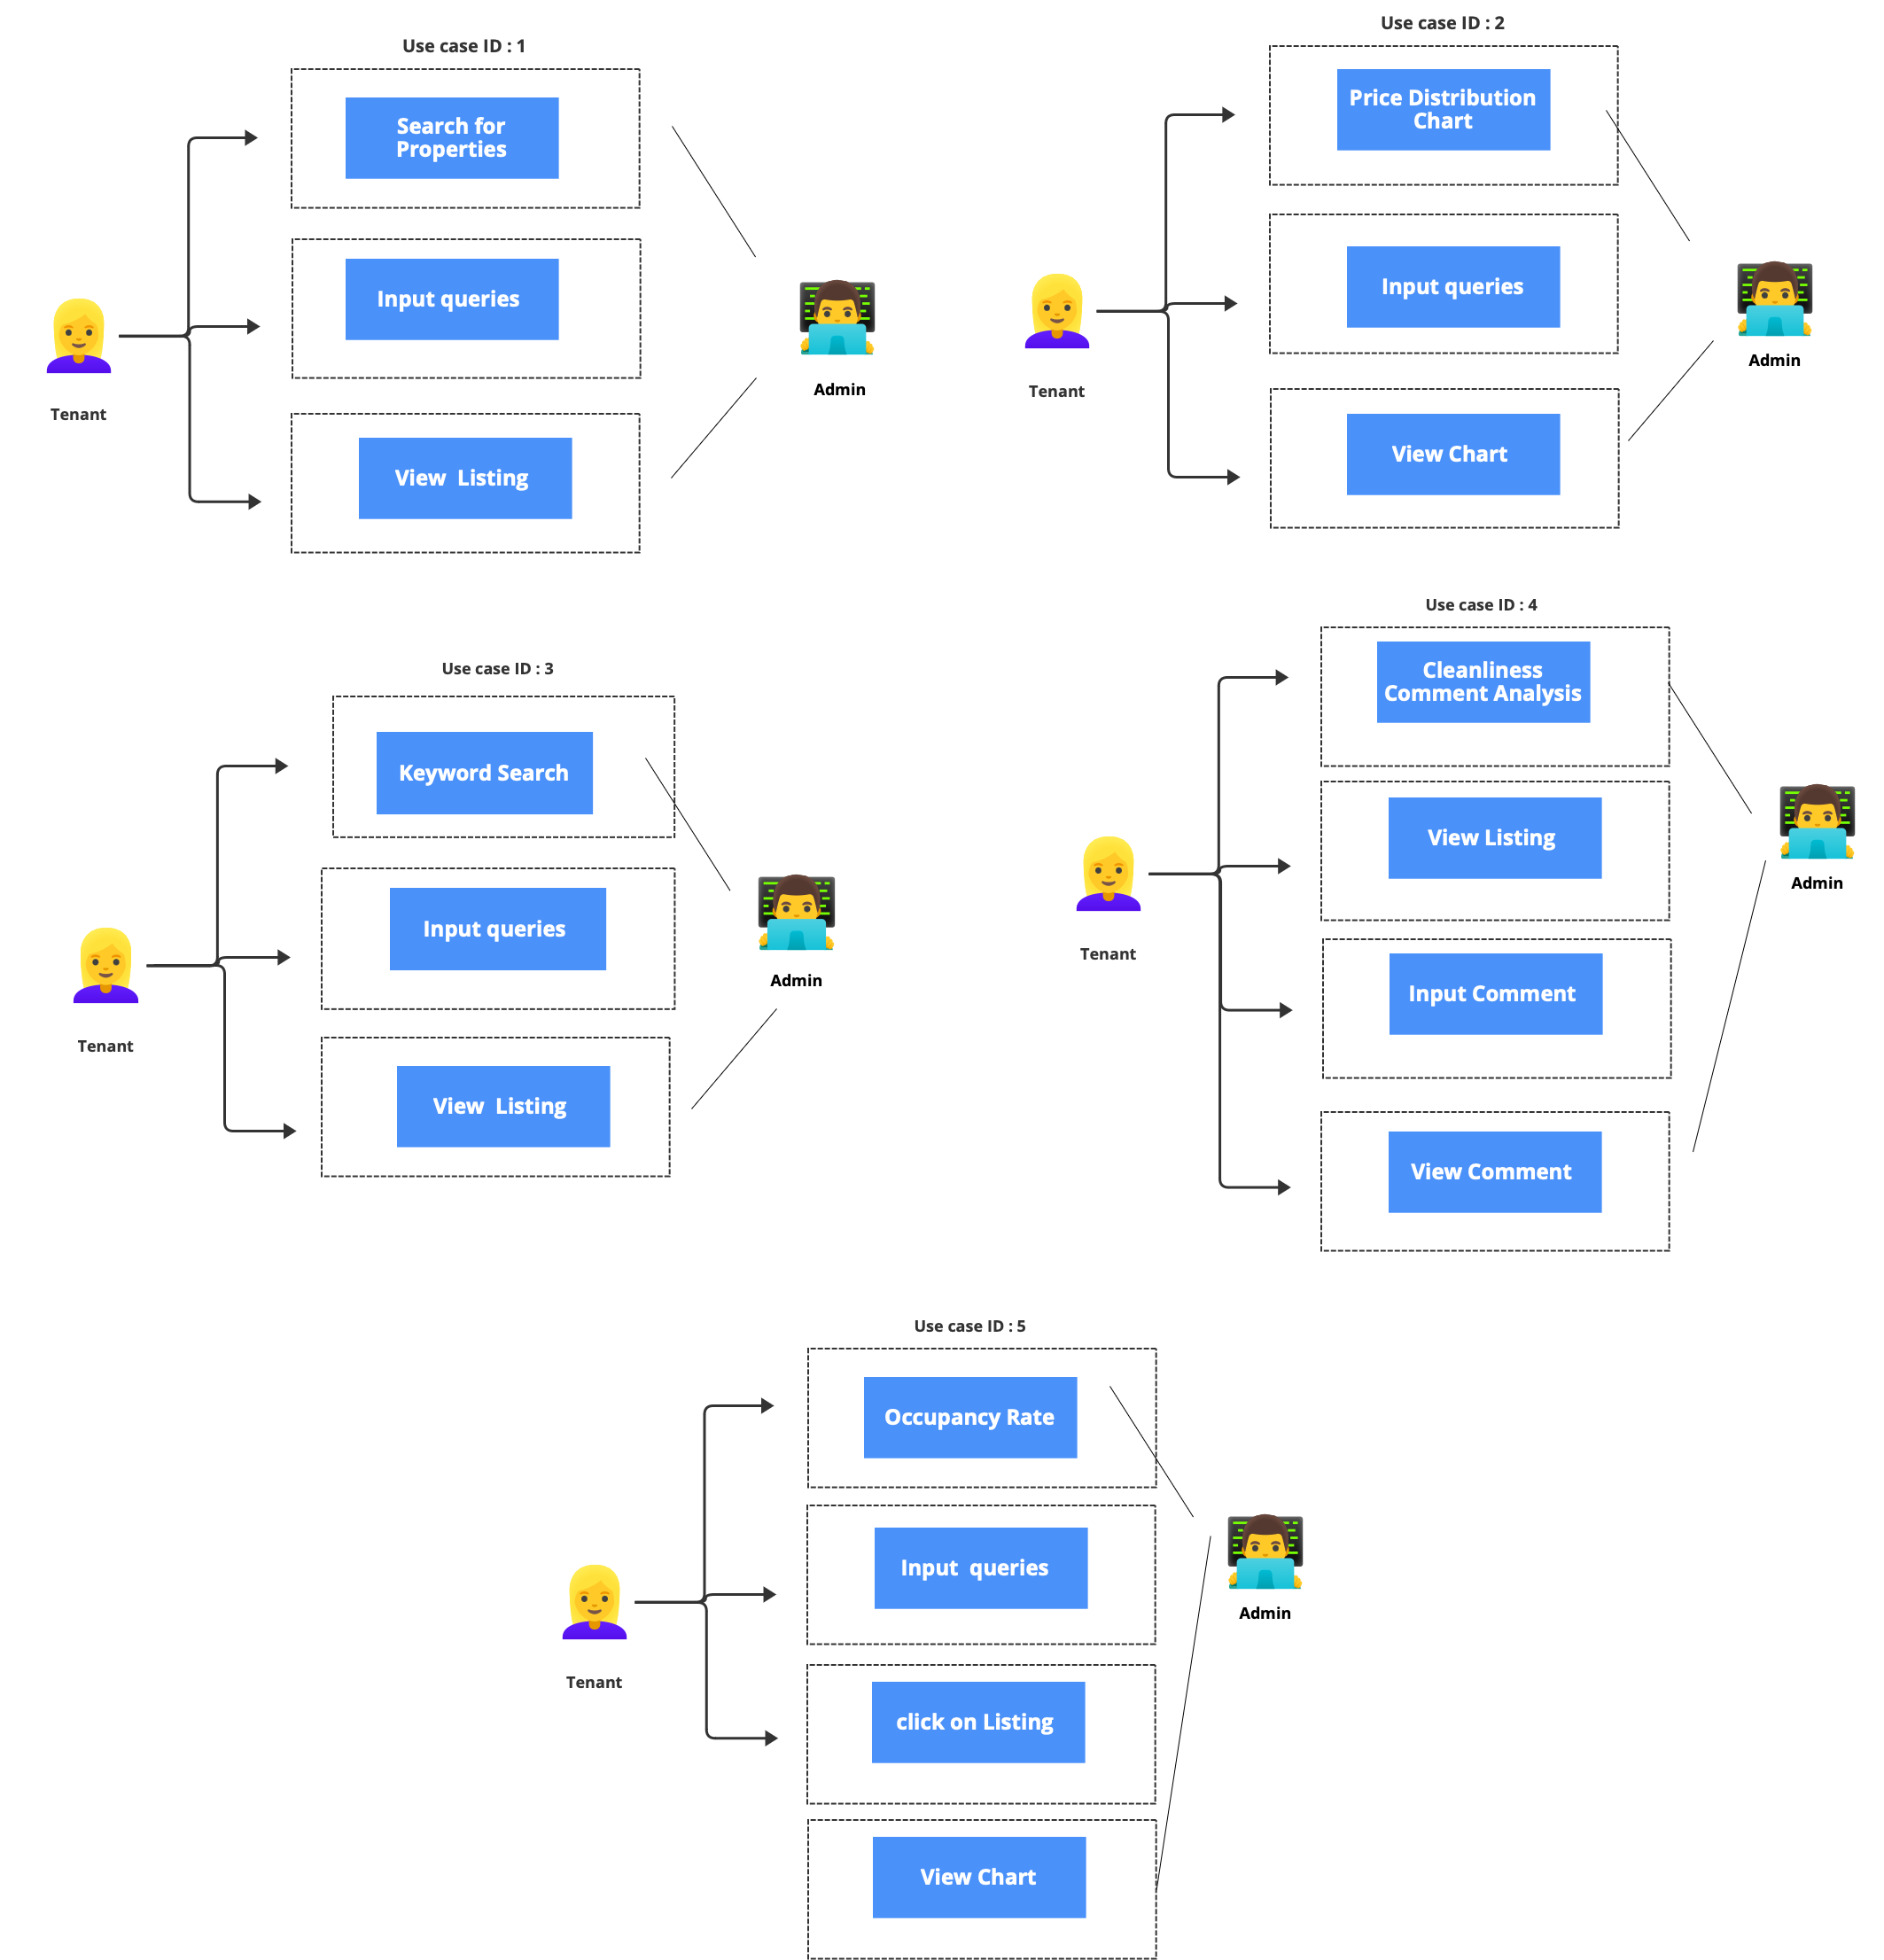 Use case ID : 1
Search for
Properties
Input queries
View  Listing
Tenant
Admin
Use case ID : 2
Price Distribution
Chart
Input queries
View Chart
Tenant
Admin
Use case ID : 3
Keyword Search
Input queries
View  Listing
Tenant
Admin
Use case ID : 4
Cleanliness
Comment Analysis
View Listing
Input Comment
View Comment
Tenant
Admin
Use case ID : 5
Occupancy Rate
Input  queries
click on Listing
View Chart
Tenant
Admin